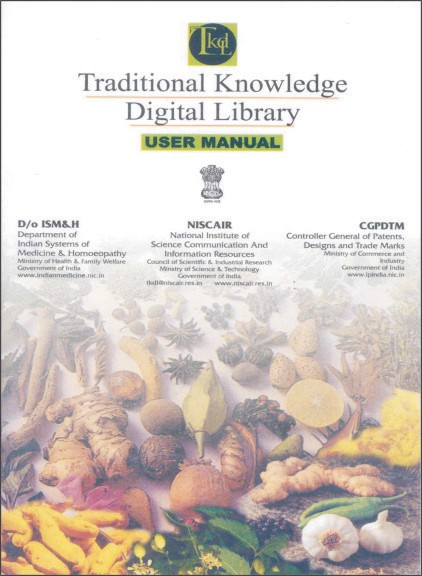 Tkdl
Traditional Knowledge
Digital Library
USER MANUAL
D/o ISM&H
Department of
Indian Systems of
Medicine & Homoeopathy
Ministry of Health & Family Welfare
Government of India
www.indianmedicine.nic.in
NISCAIR
National Institute of
Science Communication And
Information Resources
Council of Scientific & Industrial Research
Ministry of Science & Technology
Government of India
tkdl@niscair.res.in www.niscair.res.in
CGPDTM
Controller General of Patents,
Designs and Trade Marks
Ministry of Commerce and
Industry
Government of India
www.ipindia.nic.in